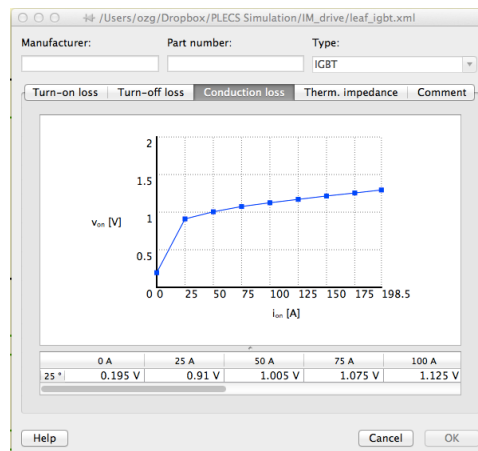 /Users/ozg/Dropbox/PLECS Simulation/IM_drive/leaf_igbt.xml
Manufacturer: Part number: Type:
IGBT
Turn-on loss Turn-off loss Conduction loss Therm. impedance Comment
2
1.5
1
0.5
0
von [V]
0 25 50 75 100 125 150 175 198.5
ion [A]
0 A 25 A 50 A 75 A 100 A
25 ° 0.195 V 0.91 V 1.005 V 1.075 V 1.125 V
Help Cancel OK